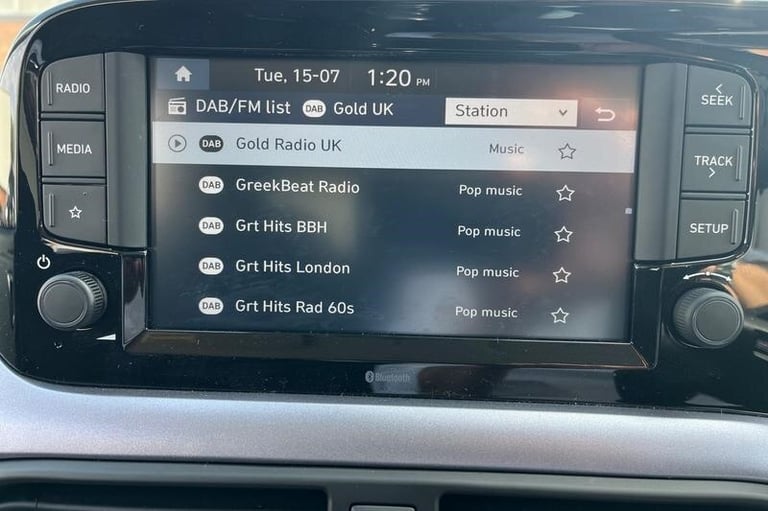 RADIO
MEDIA
Tue, 15-07 1:20 PM
DAB/FM list DAB Gold UK Station
DAB Gold Radio UK Music
DAB GreekBeat Radio Pop music
DAB Grt Hits BBH Pop music
DAB Grt Hits London Pop music
DAB Grt Hits Rad 60s Pop music
SEEK
TRACK
SETUP
Bluetooth